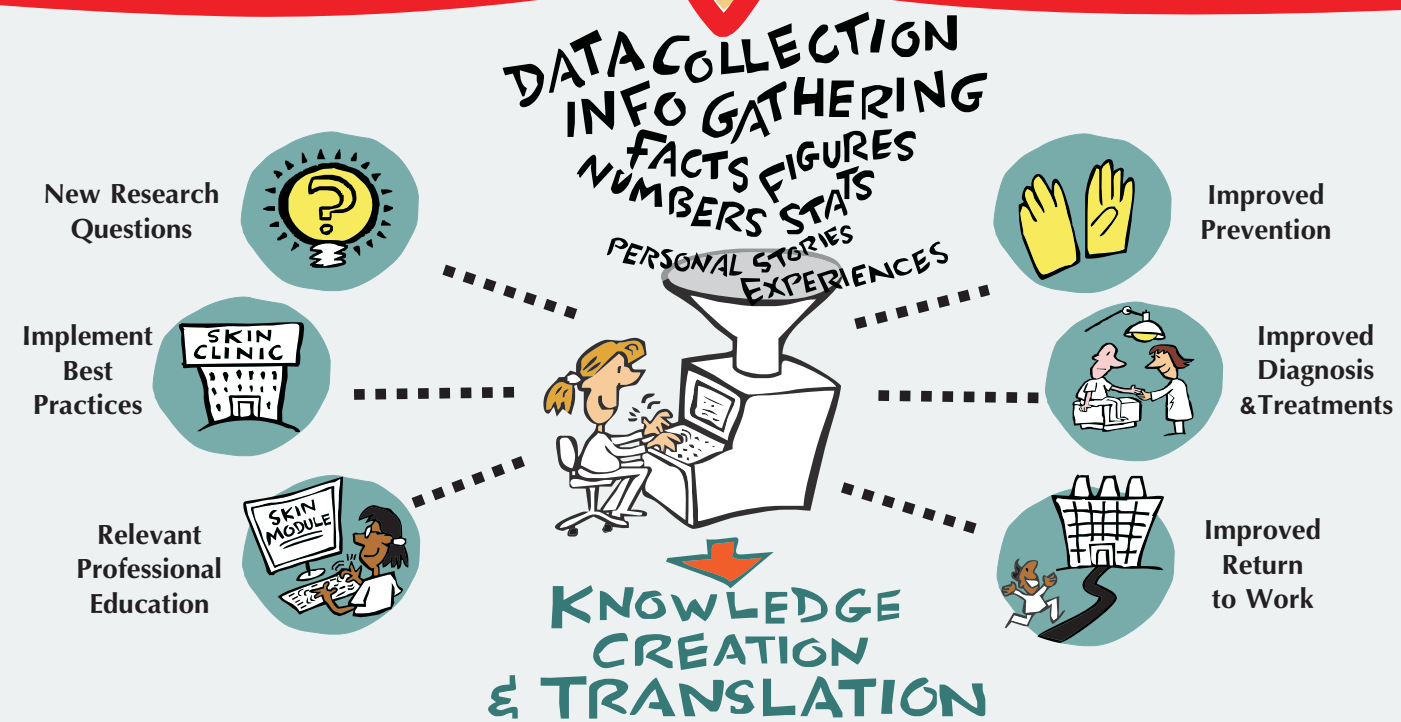 DATA COLLECTION
INFO GATHERING
FACTS FIGURES
NUMBERS STATS
PERSONAL STORIES
EXPERIENCES
New Research
Questions
SKIN
CLINIC
Implement
Best
Practices
SKIN
MODULE
Relevant
Professional
Education
Improved
Prevention
Improved
Diagnosis
&Treatments
Improved
Return
to Work
KNOWLEDGE
CREATION
& TRANSLATION